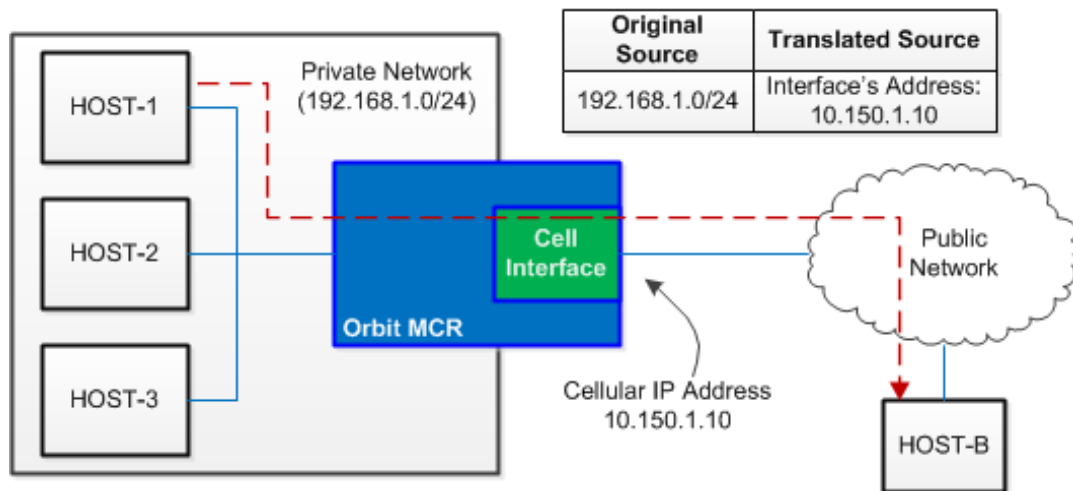 HOST-1
HOST-2
HOST-3
Private Network
(192.168.1.0/24)
Original
Source
Translated Source
192.168.1.0/24
Interface's Address:
10.150.1.10
Cell
Interface
Orbit MCR
Public
Network
Cellular IP Address
10.150.1.10
HOST-B